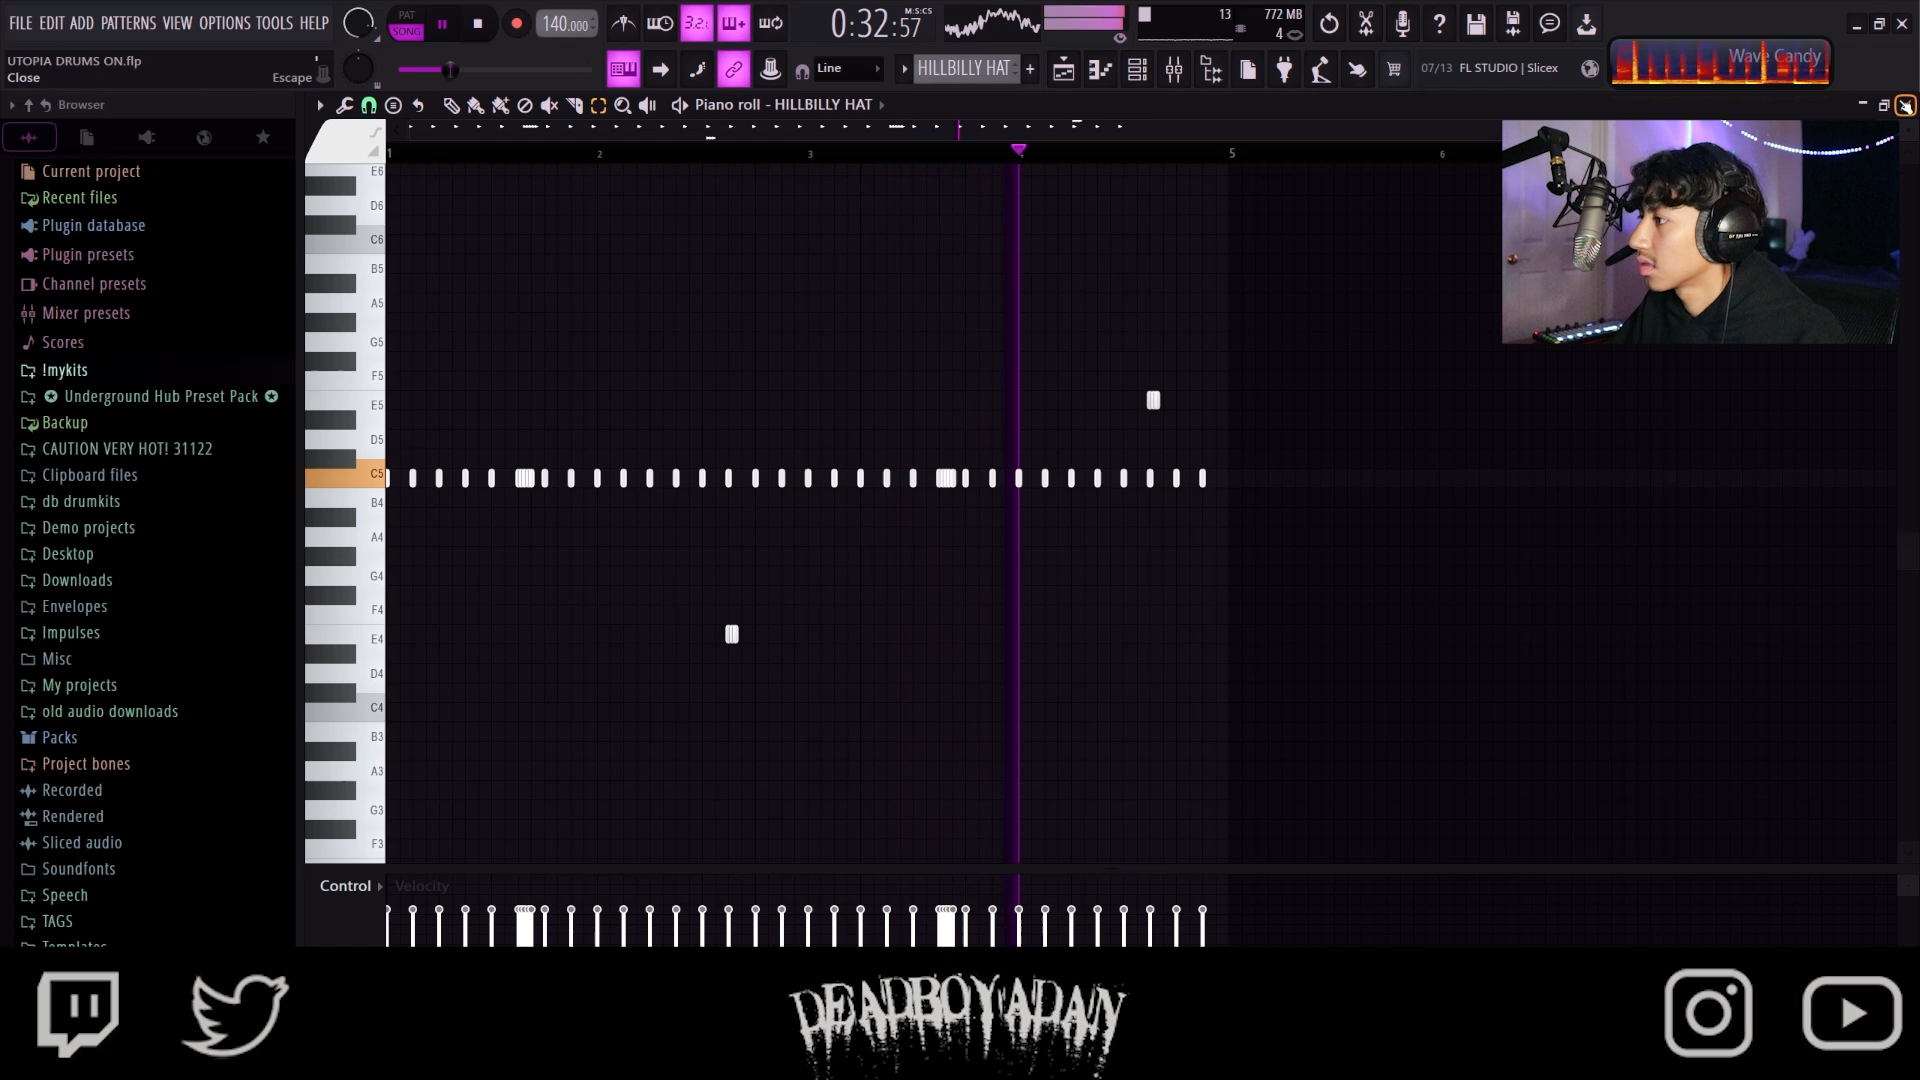 FILE EDIT ADD PATTERNS VIEW OPTIONS TOOLS HELP
PAT
SONG
140.000
3.2.
0:32:57
M:S:CS
13
772 MB
4
UTOPIA DRUMS ON.flp
Close
Escape
Line
HILLBILLY HAT
07/13 FL STUDIO | Slicex
Wave Candy
Browser
Piano roll - HILLBILLY HAT
Current project
Recent files
Plugin database
Plugin presets
Channel presets
Mixer presets
Scores
!mykits
Underground Hub Preset Pack
Backup
CAUTION VERY HOT! 31122
Clipboard files
db drumkits
Demo projects
Desktop
Downloads
Envelopes
Impulses
Misc
My projects
old audio downloads
Packs
Project bones
Recorded
Rendered
Sliced audio
Soundfonts
Speech
TAGS
Templates
1
2
3
5
6
E6
D6
C6
B5
A5
G5
F5
E5
D5
C5
B4
A4
G4
F4
E4
D4
C4
B3
A3
G3
F3
Control
Velocity
DEADBOYADAN